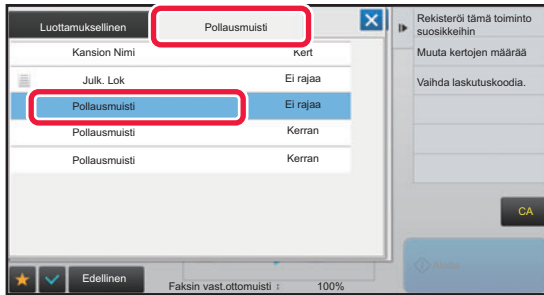 Luottamuksellinen
Pollausmuisti
Kansion Nimi
Kert
Julk. Lok
Ei rajaa
Pollausmuisti
Ei rajaa
Pollausmuisti
Kerran
Pollausmuisti
Kerran
Edellinen
Faksin vast.ottomuisti : 100%
Rekisteröi tämä toiminto
suosikkeihin
Muuta kertojen määrää
Vaihda laskutuskoodia.
CA